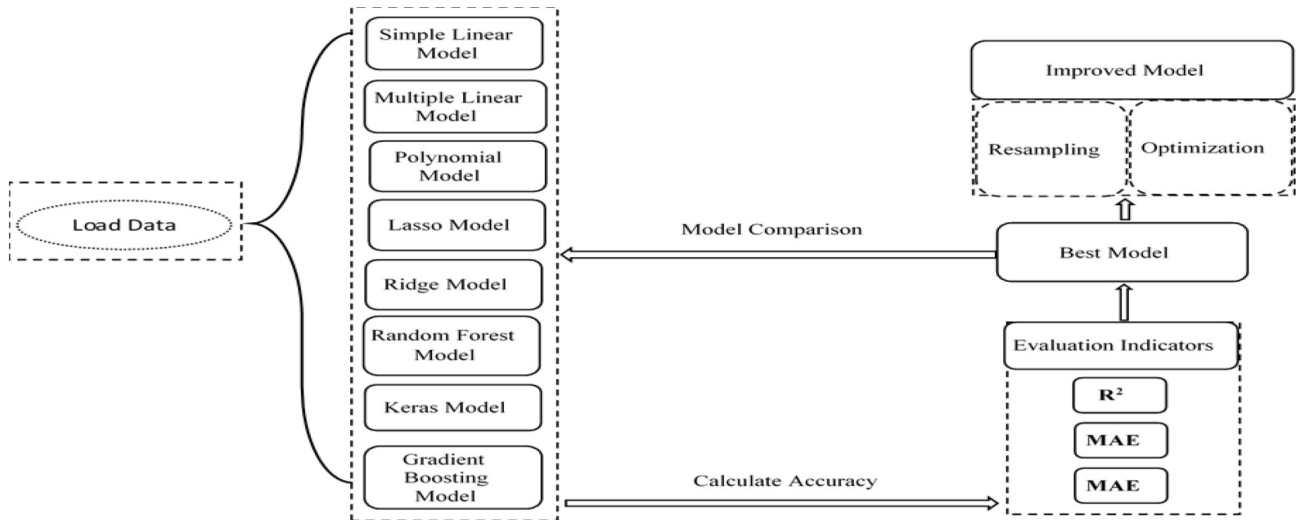 Load Data
Simple Linear
Model
Multiple Linear
Model
Polynomial
Model
Lasso Model
Ridge Model
Random Forest
Model
Keras Model
Gradient
Boosting
Model
Model Comparison
Calculate Accuracy
Improved Model
Resampling
Optimization
Best Model
Evaluation Indicators
R²
MAE
MAE